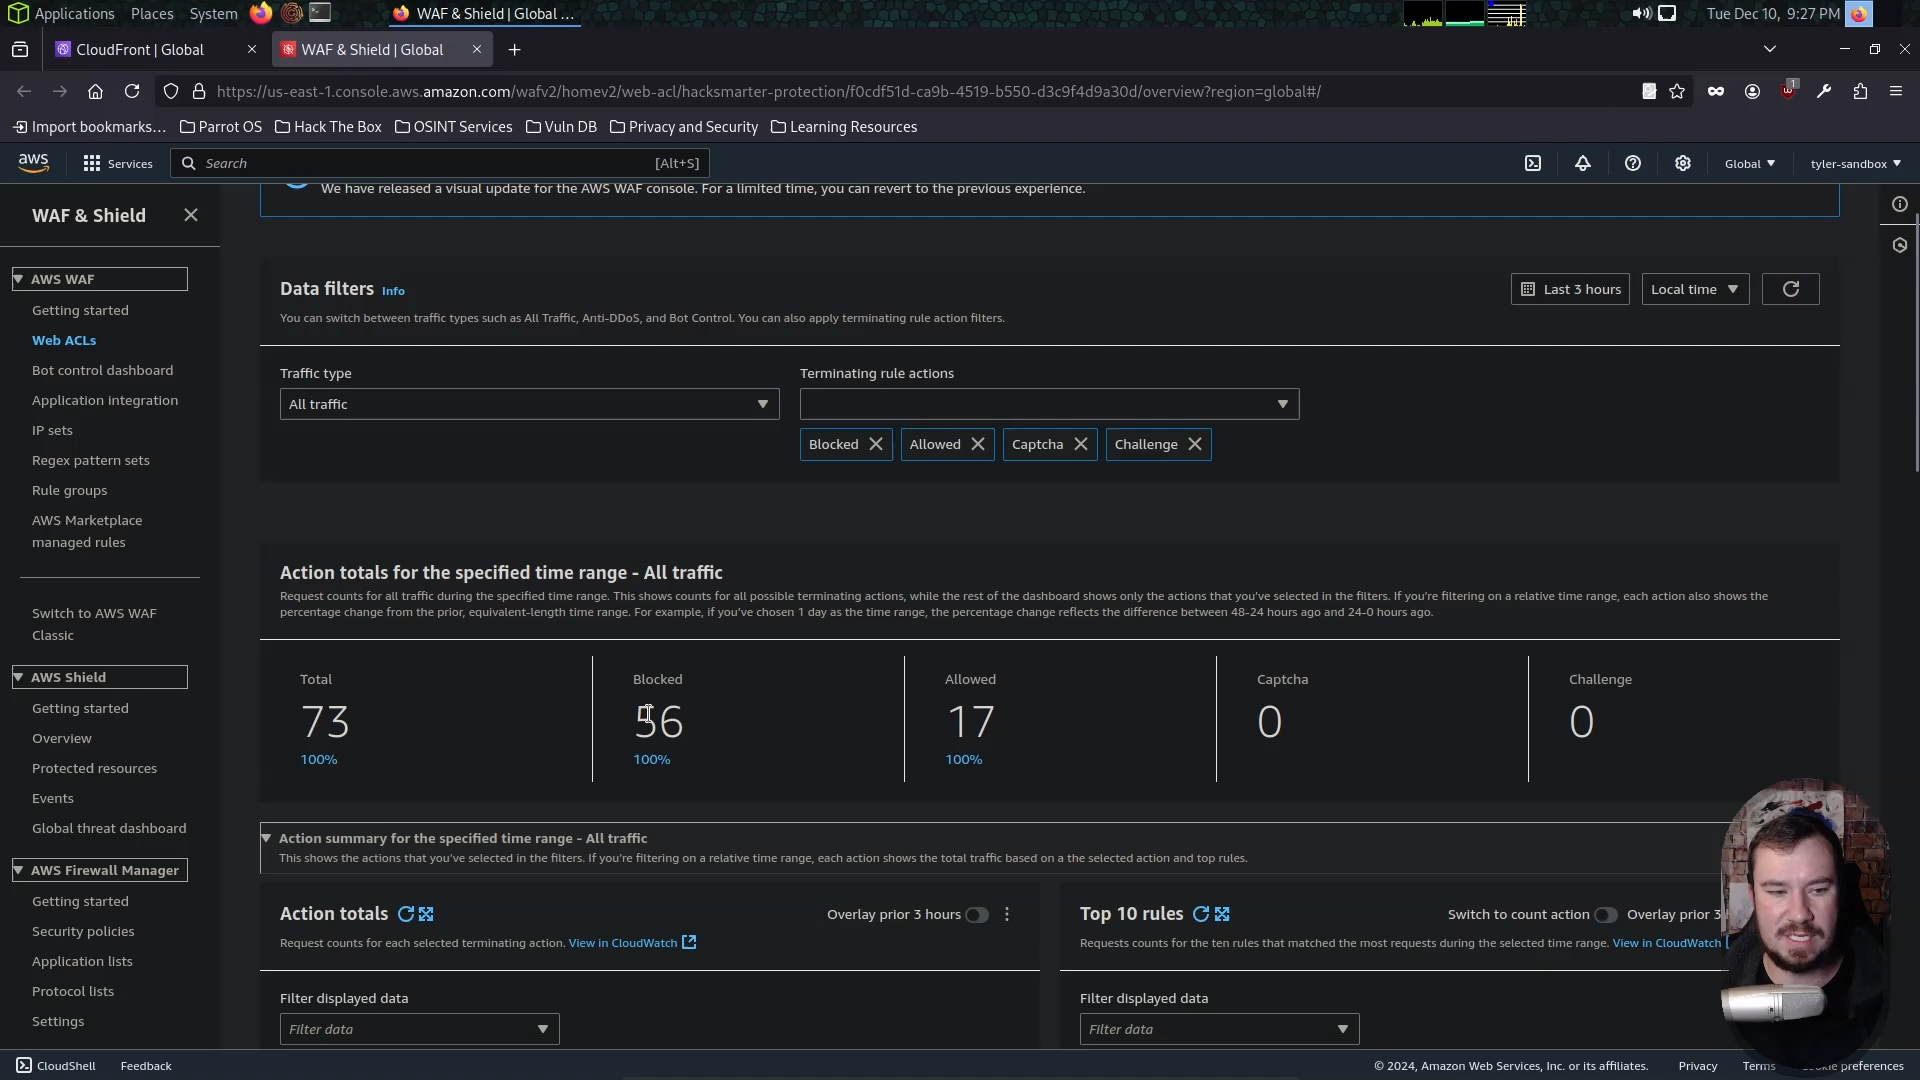 Applications Places System WAF & Shield | Global ... Tue Dec 10, 9:27 PM
CloudFront | Global WAF & Shield | Global
https://us-east-1.console.aws.amazon.com/wafv2/homev2/web-acl/hacksmarter-protection/f0cdf51d-ca9b-4519-b550-d3c9f4d9a30d/overview?region=global#/ 1
Import bookmarks... Parrot OS Hack The Box OSINT Services Vuln DB Privacy and Security Learning Resources
aws Services Search [Alt+S] Global tyler-sandbox
We have released a visual update for the AWS WAF console. For a limited time, you can revert to the previous experience.
WAF & Shield
AWS WAF
Getting started
Web ACLs
Bot control dashboard
Application integration
IP sets
Regex pattern sets
Rule groups
AWS Marketplace
managed rules
Switch to AWS WAF
Classic
AWS Shield
Getting started
Overview
Protected resources
Events
Global threat dashboard
AWS Firewall Manager
Getting started
Security policies
Application lists
Protocol lists
Settings
Data filters Info Last 3 hours Local time
You can switch between traffic types such as All Traffic, Anti-DDoS, and Bot Control. You can also apply terminating rule action filters.
Traffic type Terminating rule actions
All traffic
Blocked Allowed Captcha Challenge
Action totals for the specified time range - All traffic
Request counts for all traffic during the specified time range. This shows counts for all possible terminating actions, while the rest of the dashboard shows only the actions that you've selected in the filters. If you're filtering on a relative time range, each action also shows the
percentage change from the prior, equivalent-length time range. For example, if you've chosen 1 day as the time range, the percentage change reflects the difference between 48-24 hours ago and 24-0 hours ago.
Total Blocked Allowed Captcha Challenge
73 56 17 0 0
100% 100% 100%
Action summary for the specified time range - All traffic
This shows the actions that you've selected in the filters. If you're filtering on a relative time range, each action shows the total traffic based on a the selected action and top rules.
Action totals Overlay prior 3 hours
Request counts for each selected terminating action. View in CloudWatch
Filter displayed data
Filter data
Top 10 rules Switch to count action Overlay prior 3
Requests counts for the ten rules that matched the most requests during the selected time range. View in CloudWatch
Filter displayed data
Filter data
CloudShell Feedback © 2024, Amazon Web Services, Inc. or its affiliates. Privacy Terms preferences